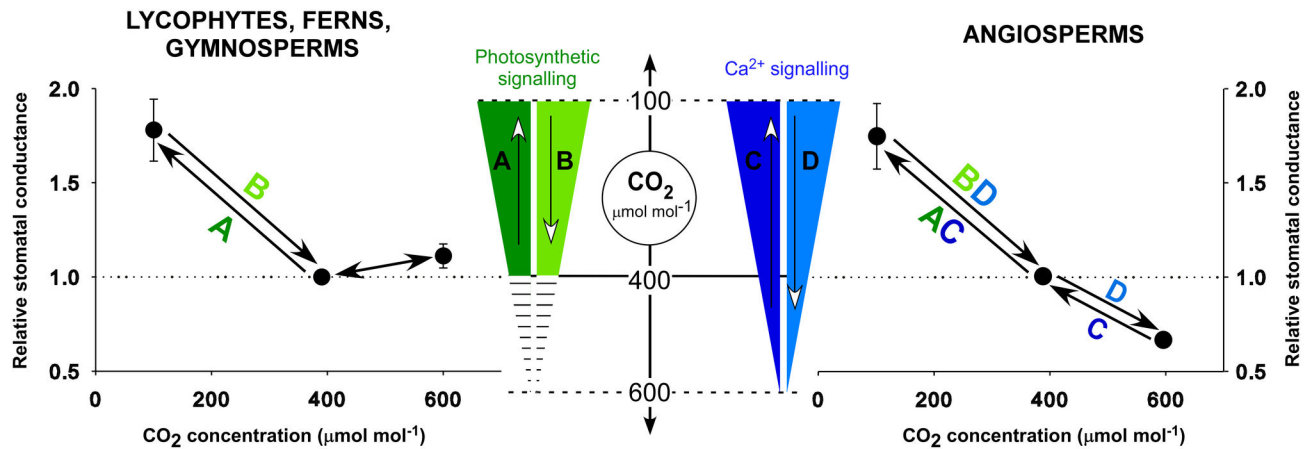 LYCOPHYTES, FERNS,
GYMNOSPERMS
Relative stomatal conductance
2.0
1.5
1.0
0.5
0
200
400
600
CO₂ concentration (μmol mol⁻¹)
B
A
Photosynthetic
signalling
A
B
100
CO₂
μmol mol⁻¹
400
600
Ca²⁺ signalling
C
D
ANGIOSPERMS
BD
AC
D
C
0
200
400
600
CO₂ concentration (μmol mol⁻¹)
2.0
1.5
1.0
0.5
Relative stomatal conductance